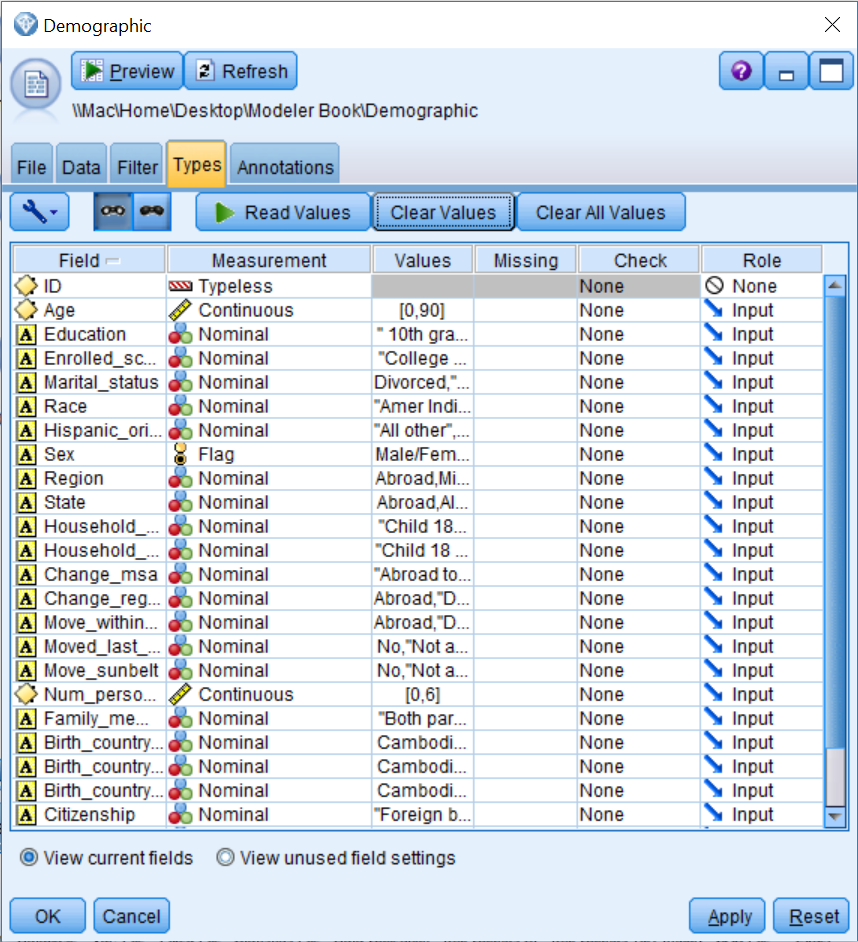 Demographic
Preview Refresh
\\Mac\Home\Desktop\Modeler Book\Demographic
File Data Filter Types Annotations
Read Values Clear Values Clear All Values
Field Measurement Values Missing Check Role
ID Typeless None None
Age Continuous [0,90] None Input
A Education Nominal " 10th gra... None Input
A Enrolled_sc... Nominal "College ... None Input
A Marital_status Nominal Divorced,"... None Input
A Race Nominal "Amer Indi... None Input
A Hispanic_ori... Nominal "All other",... None Input
A Sex Flag Male/Fem... None Input
A Region Nominal Abroad,Mi... None Input
A State Nominal Abroad,Al... None Input
A Household_... Nominal "Child 18... None Input
A Household_... Nominal "Child 18 ... None Input
A Change_msa Nominal "Abroad to... None Input
A Change_reg... Nominal Abroad,"D... None Input
A Move_within... Nominal Abroad,"D... None Input
A Moved_last_... Nominal No,"Not a... None Input
A Move_sunbelt Nominal No,"Not a... None Input
Num_perso... Continuous [0,6] None Input
A Family_me... Nominal "Both par... None Input
A Birth_country... Nominal Cambodi... None Input
A Birth_country... Nominal Cambodi... None Input
A Birth_country... Nominal Cambodi... None Input
A Citizenship Nominal "Foreign b... None Input
View current fields View unused field settings
OK Cancel Apply Reset